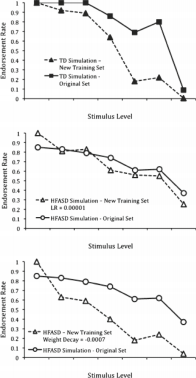 1
0.9
0.8
0.7
0.6
0.5
0.4
0.3
0.2
0.1
0
Endorsement Rate
TD Simulation -
New Training Set
TD Simulation -
Original Set
Stimulus Level
1
0.9
0.8
0.7
0.6
0.5
0.4
0.3
0.2
0.1
0
Endorsement Rate
HFASD Simulation - New Training Set
LR = 0.00001
HFASD Simulation - Original Set
Stimulus Level
1
0.9
0.8
0.7
0.6
0.5
0.4
0.3
0.2
0.1
0
Endorsement Rate
HFASD - New Training Set
Weight Decay = -0.0007
HFASD Simulation - Original Set
Stimulus Level